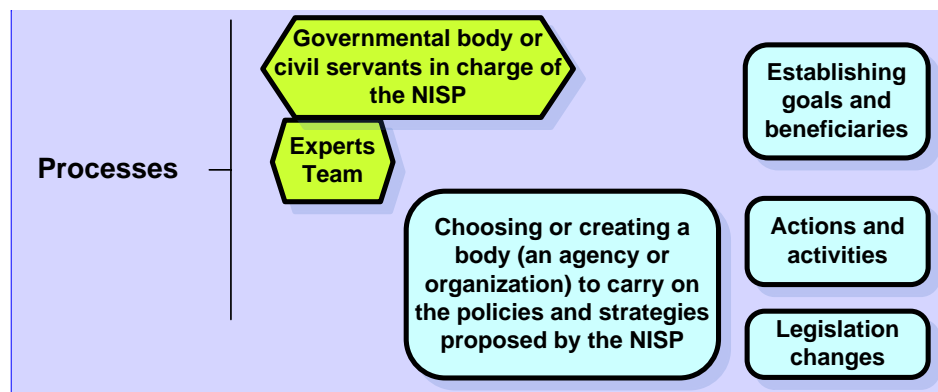 Processes
Governmental body or
civil servants in charge of
the NISP
Experts
Team
Choosing or creating a
body (an agency or
organization) to carry on
the policies and strategies
proposed by the NISP
Establishing
goals and
beneficiaries
Actions and
activities
Legislation
changes